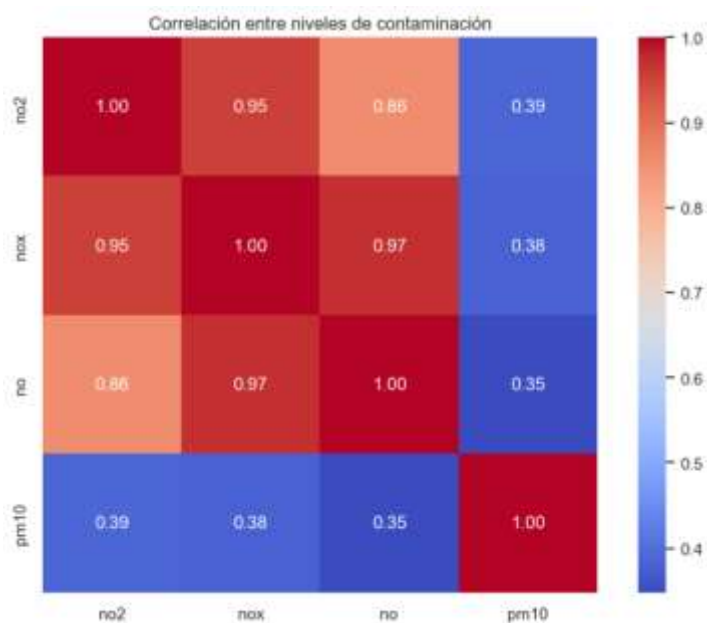 Correlación entre niveles de contaminación
no2 1.00 0.95 0.86 0.39
nox 0.95 1.00 0.97 0.38
no 0.86 0.97 1.00 0.35
pm10 0.39 0.38 0.35 1.00
no2 nox no pm10
1.0
0.9
0.8
0.7
0.6
0.5
0.4